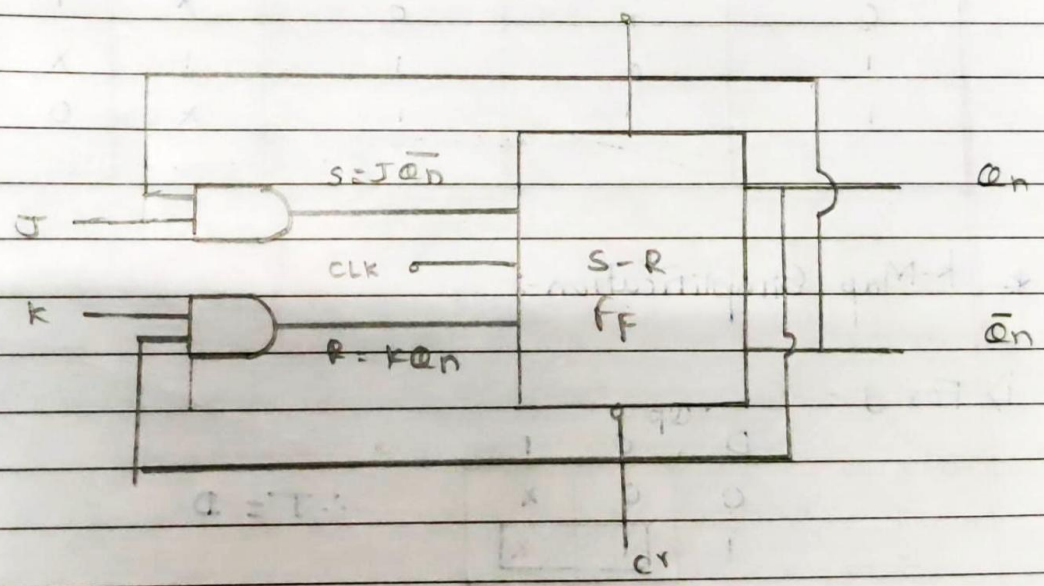 S = JQ̅n
Qn
J
CLK
S-R
FF
K
Q̅n
R = KQn
Cr